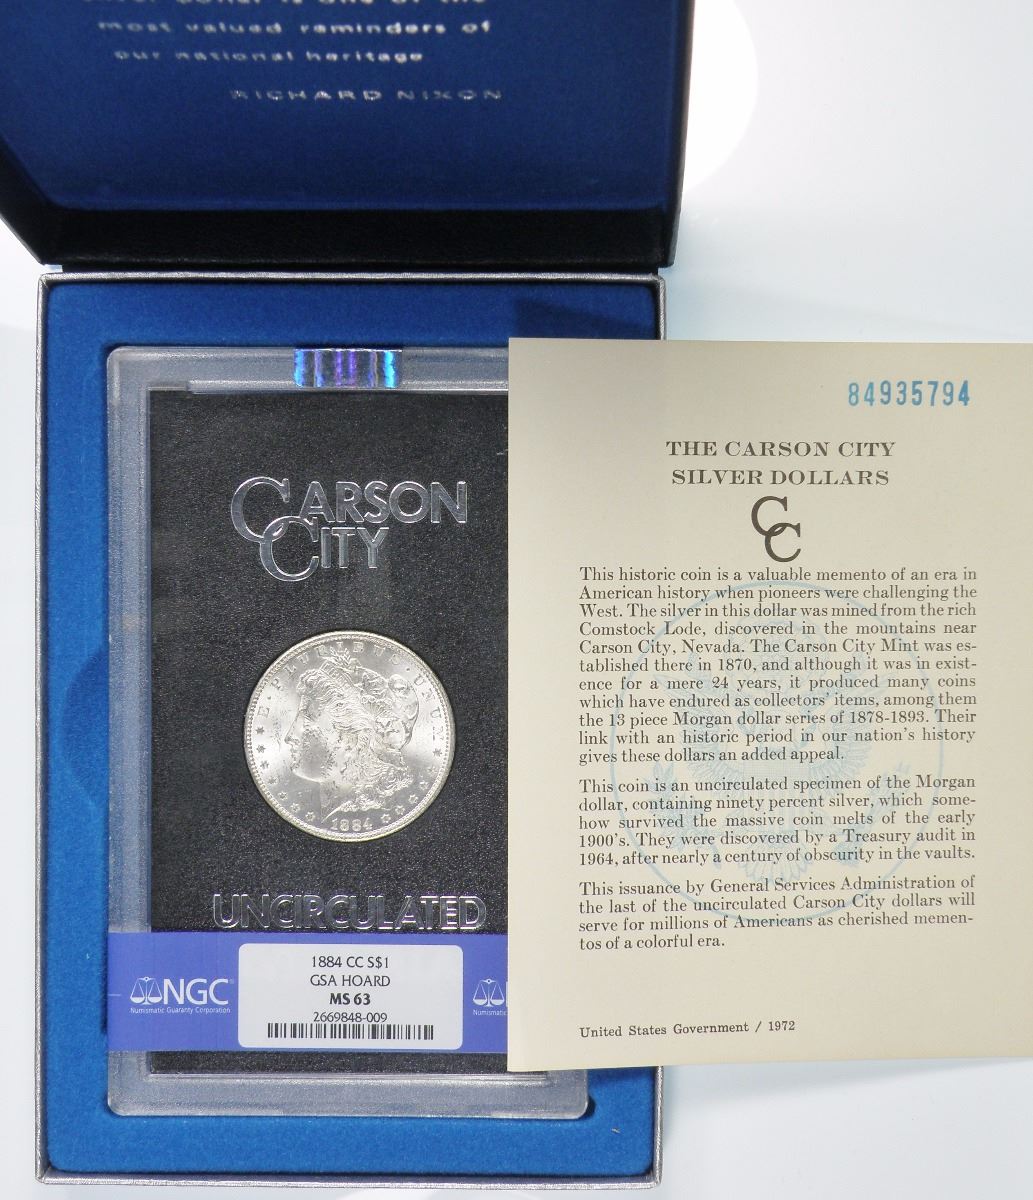 silver dollar is one of the
most valued reminders of
our national heritage
RICHARD NIXON
CARSON
CITY
E · PLURIBUS · UNUM
1884
UNCIRCULATED
NGC
Numismatic Guaranty Corporation
1884 CC S$1
GSA HOARD
MS 63
2669848-009
Numismatic
84935794
THE CARSON CITY
SILVER DOLLARS
CC
This historic coin is a valuable memento of an era in
American history when pioneers were challenging the
West. The silver in this dollar was mined from the rich
Comstock Lode, discovered in the mountains near
Carson City, Nevada. The Carson City Mint was es-
tablished there in 1870, and although it was in exist-
ence for a mere 24 years, it produced many coins
which have endured as collectors' items, among them
the 13 piece Morgan dollar series of 1878-1893. Their
link with an historic period in our nation's history
gives these dollars an added appeal.
This coin is an uncirculated specimen of the Morgan
dollar, containing ninety percent silver, which some-
how survived the massive coin melts of the early
1900's. They were discovered by a Treasury audit in
1964, after nearly a century of obscurity in the vaults.
This issuance by General Services Administration of
the last of the uncirculated Carson City dollars will
serve for millions of Americans as cherished memen-
tos of a colorful era.
United States Government / 1972